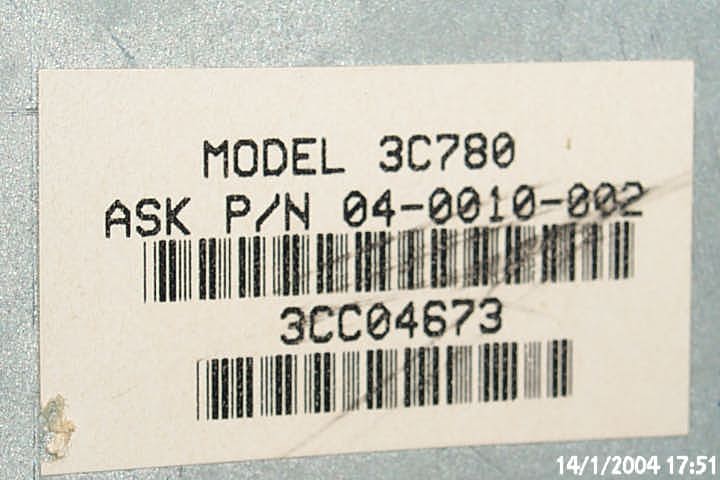 MODEL 3C780
ASK P/N 04-0010-002
3CC04673
14/1/2004 17:51